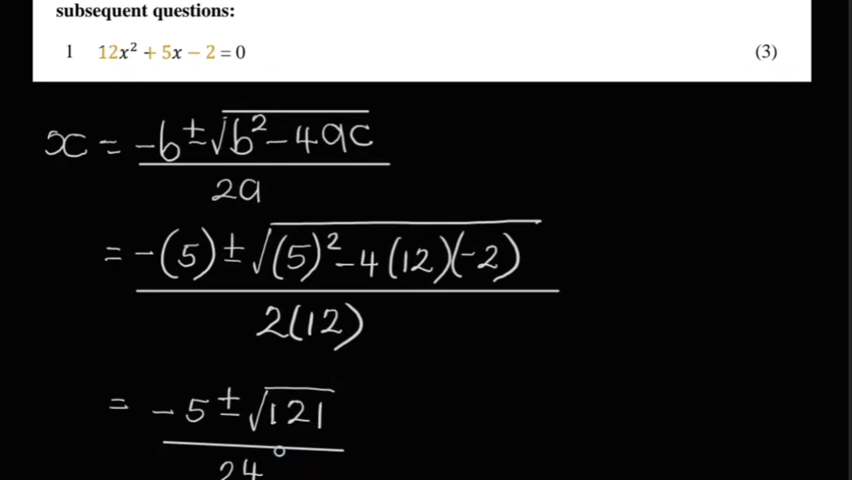 subsequent questions:
1 12x² + 5x − 2 = 0 (3)
x = -b ± √b² - 4ac
2a
= -(5) ± √(5)² - 4(12)(-2)
2(12)
= -5 ± √121
24